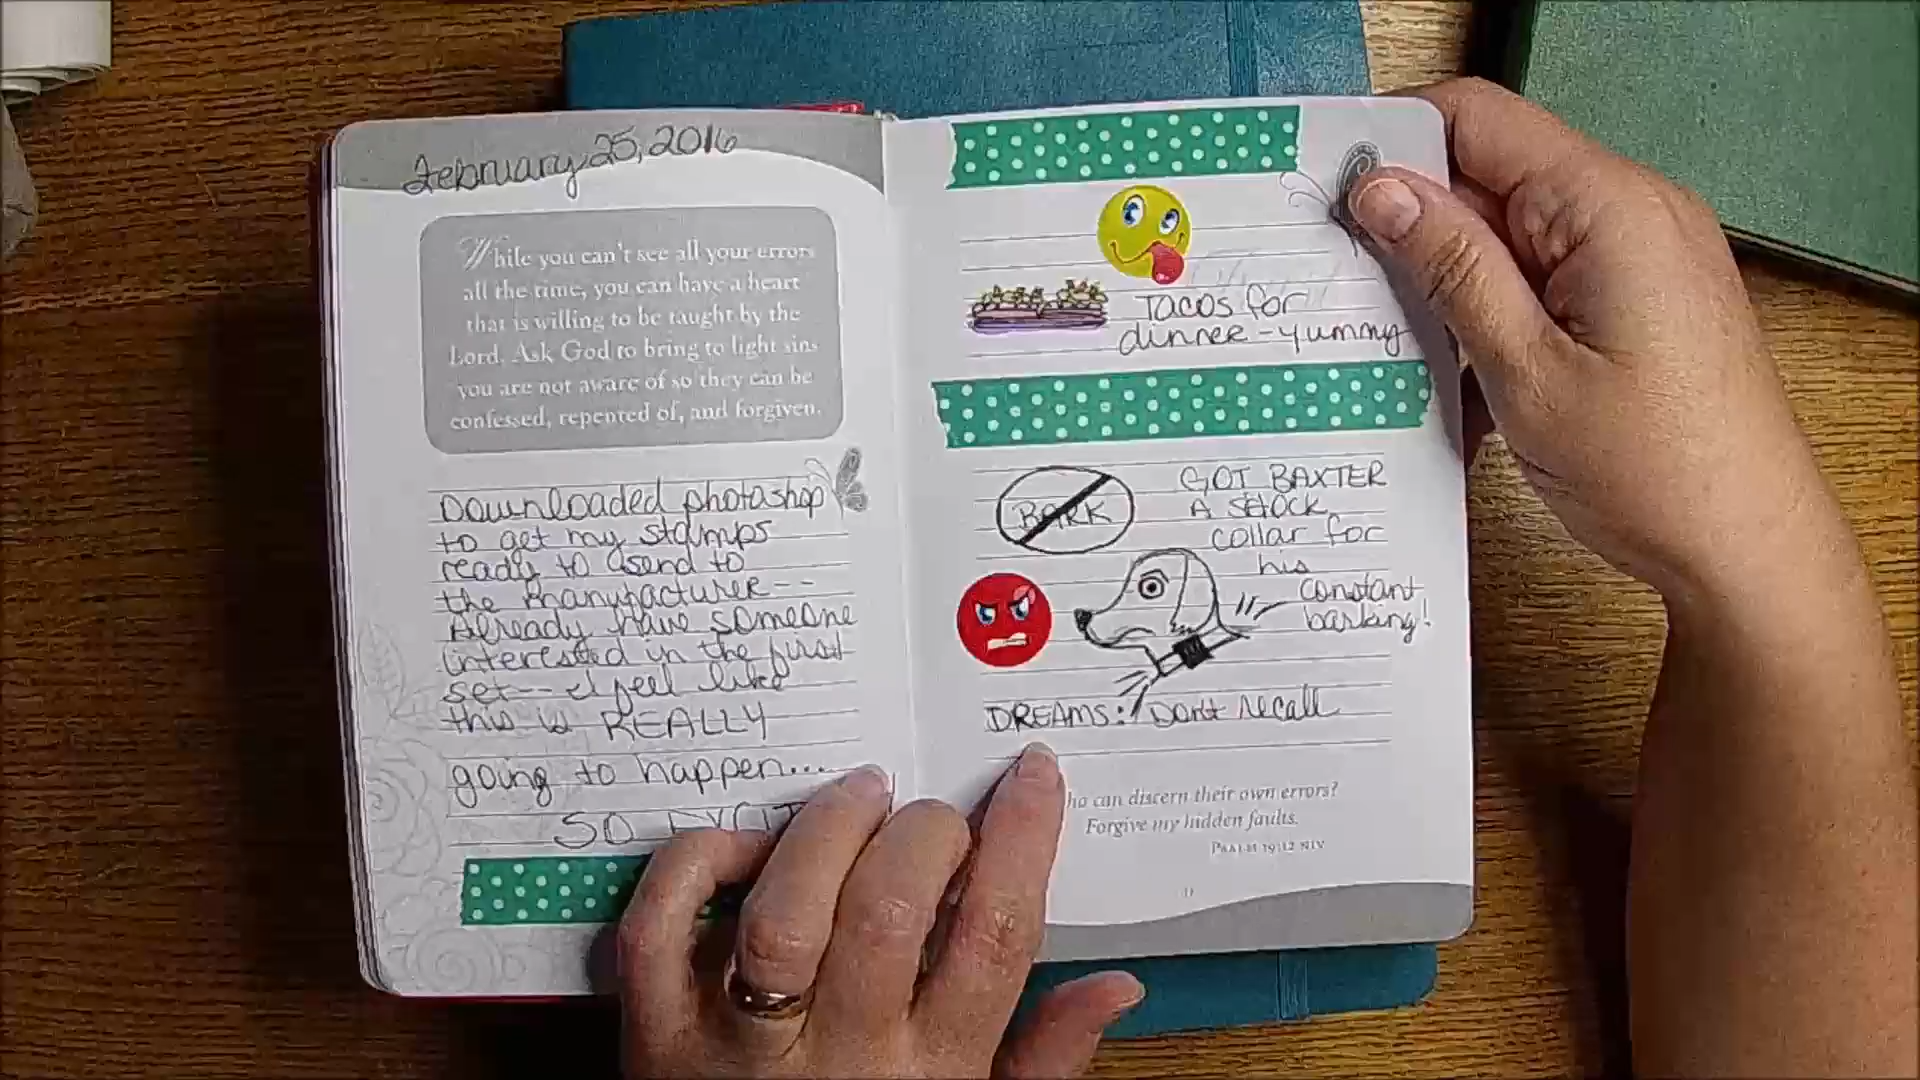 February 25, 2016
While you can't see all your errors
all the time, you can have a heart
that is willing to be taught by the
Lord. Ask God to bring to light sins
you are not aware of so they can be
confessed, repented of, and forgiven.
Downloaded photoshop
to get my stamps
ready to send to
the manufacturer--
Already have someone
interested in the first
set-- I feel like
this is REALLY
going to happen...
SO
Tacos for
dinner - yummy
BARK
GOT BAXTER
A SHOCK
collar for
his
constant
barking!
DREAMS: Don't recall
who can discern their own errors?
Forgive my hidden faults.
PSALM 19:12 NIV